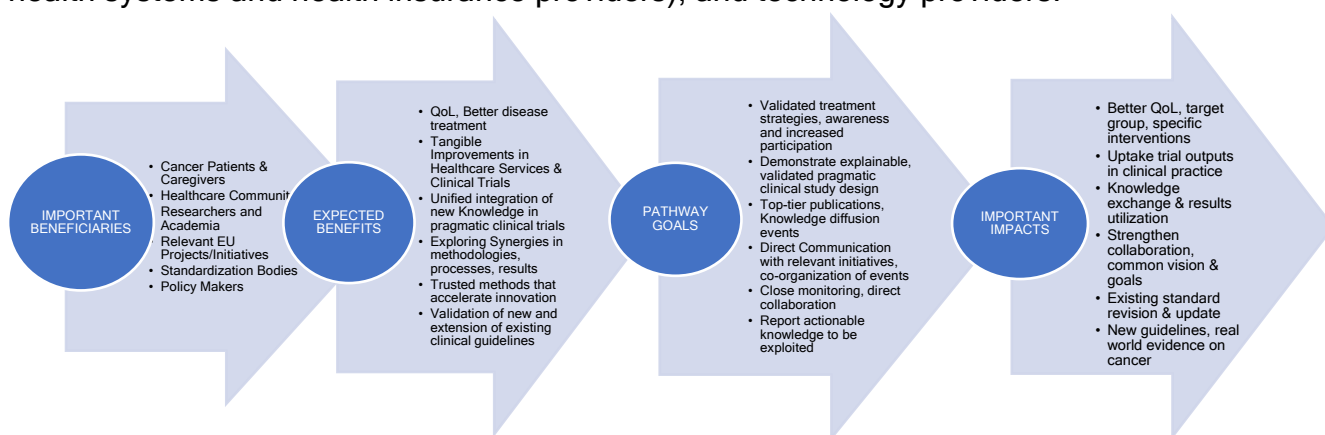 health systems and health insurance providers), and technology providers.
IMPORTANT
BENEFICIARIES
• Cancer Patients &
Caregivers
• Healthcare Communit
Researchers and
Academia
• Relevant EU
Projects/Initiatives
• Standardization Bodies
• Policy Makers
EXPECTED
BENEFITS
• QoL, Better disease
treatment
• Tangible
Improvements in
Healthcare Services &
Clinical Trials
• Unified integration of
new Knowledge in
pragmatic clinical trials
• Exploring Synergies in
methodologies,
processes, results
• Trusted methods that
accelerate innovation
• Validation of new and
extension of existing
clinical guidelines
PATHWAY
GOALS
• Validated treatment
strategies, awareness
and increased
participation
• Demonstrate explainable,
validated pragmatic
clinical study design
• Top-tier publications,
Knowledge diffusion
events
• Direct Communication
with relevant initiatives,
co-organization of events
• Close monitoring, direct
collaboration
• Report actionable
knowledge to be
exploited
IMPORTANT
IMPACTS
• Better QoL, target
group, specific
interventions
• Uptake trial outputs
in clinical practice
• Knowledge
exchange & results
utilization
• Strengthen
collaboration,
common vision &
goals
• Existing standard
revision & update
• New guidelines, real
world evidence on
cancer